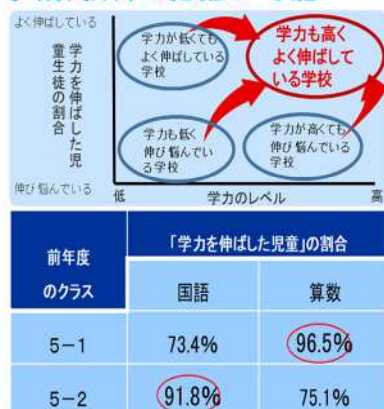 よく伸ばしている
学力を伸ばした児
童生徒の割合
伸び悩んでいる
学力が低くても
よく伸ばしている
学校
学力も高く
よく伸ばして
いる学校
学力も低く
伸び悩んでい
る学校
学力が高くても
伸び悩んでいる
学校
低
学力のレベル
高
前年度
のクラス
「学力を伸ばした児童」の割合
国語
算数
5－1
73.4%
96.5%
5－2
91.8%
75.1%